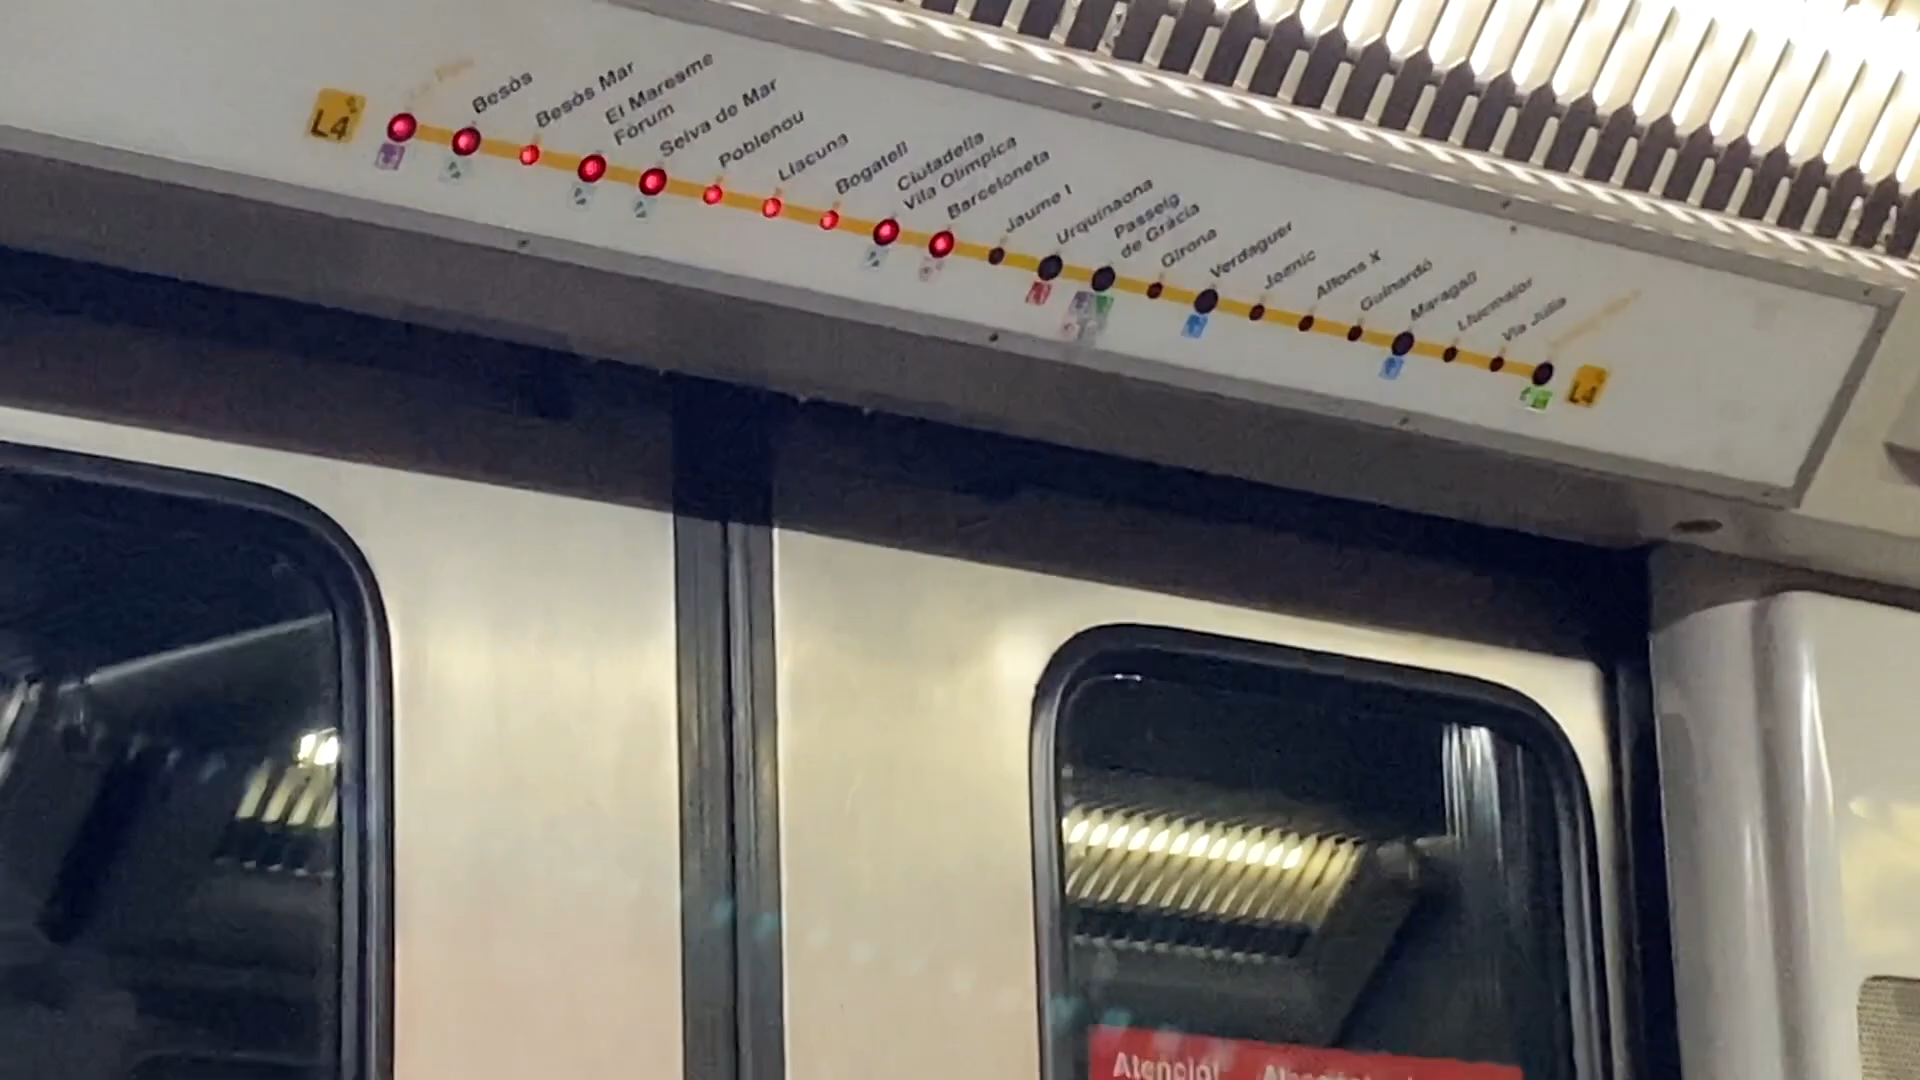 L4
Besòs
Besòs Mar
El Maresme
Fòrum
Selva de Mar
Poblenou
Llacuna
Bogatell
Ciutadella
Vila Olímpica
Barceloneta
Jaume I
Urquinaona
Passeig
de Gràcia
Girona
Verdaguer
Joanic
Alfons X
Guinardó
Maragall
Llucmajor
Via Júlia
L4
Atenció!